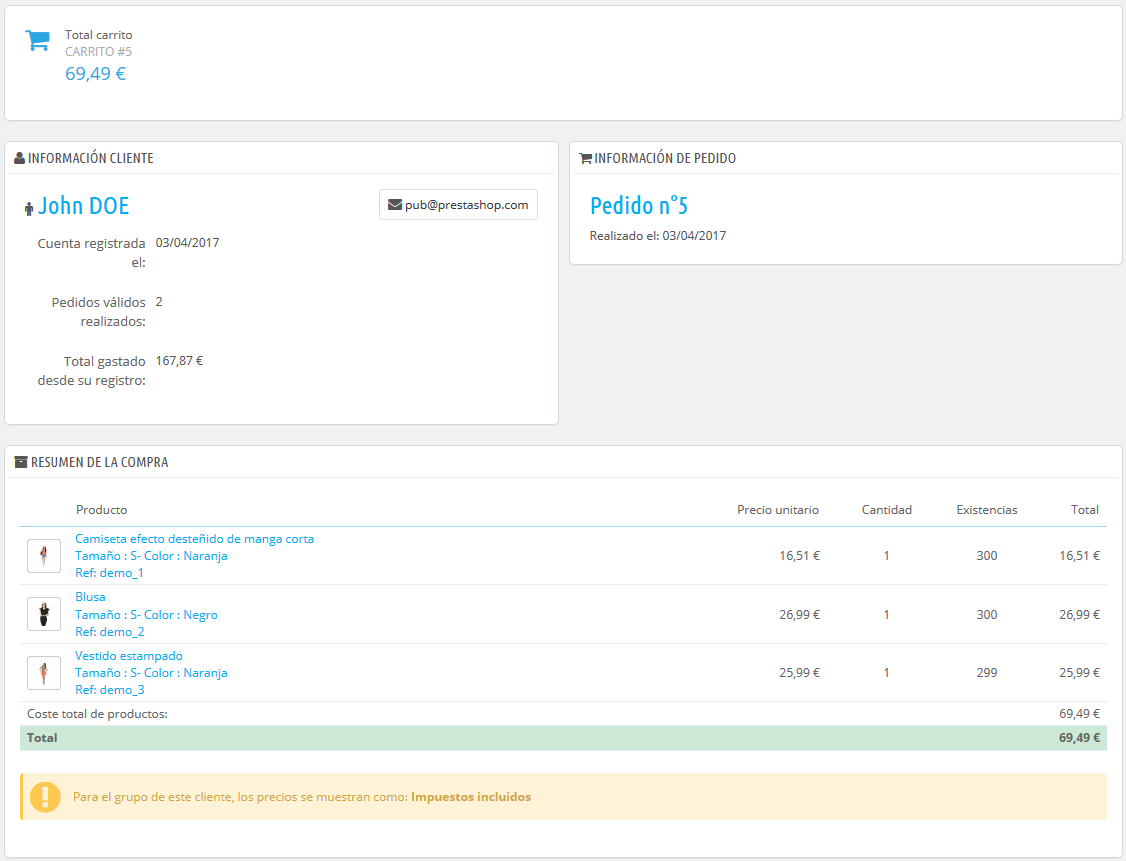 Total carrito
CARRITO #5
69,49 €
INFORMACIÓN CLIENTE
John DOE
pub@prestashop.com
Cuenta registrada el: 03/04/2017
Pedidos válidos realizados: 2
Total gastado desde su registro: 167,87 €
INFORMACIÓN DE PEDIDO
Pedido n°5
Realizado el: 03/04/2017
RESUMEN DE LA COMPRA
Producto Precio unitario Cantidad Existencias Total
Camiseta efecto desteñido de manga corta
Tamaño : S- Color : Naranja 16,51 € 1 300 16,51 €
Ref: demo_1
Blusa
Tamaño : S- Color : Negro 26,99 € 1 300 26,99 €
Ref: demo_2
Vestido estampado
Tamaño : S- Color : Naranja 25,99 € 1 299 25,99 €
Ref: demo_3
Coste total de productos: 69,49 €
Total 69,49 €
Para el grupo de este cliente, los precios se muestran como: Impuestos incluidos